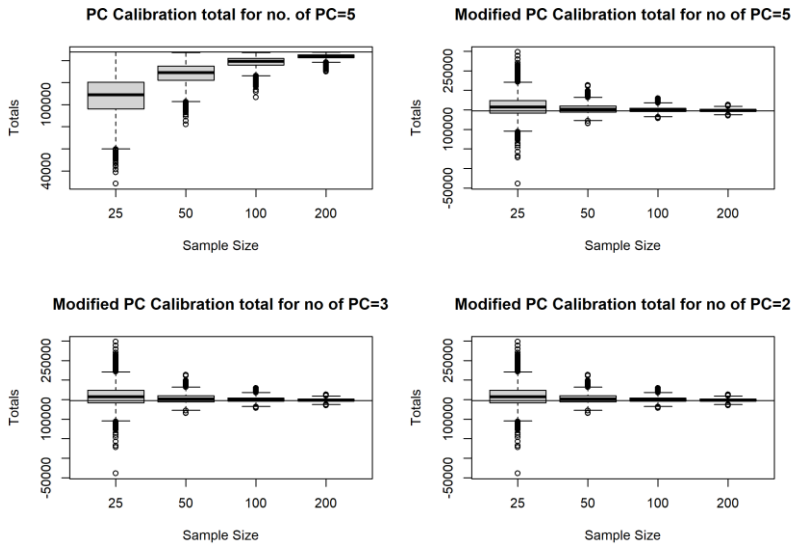 PC Calibration total for no. of PC=5
Totals
100000
40000
25 50 100 200
Sample Size
Modified PC Calibration total for no of PC=5
Totals
250000
100000
-50000
25 50 100 200
Sample Size
Modified PC Calibration total for no of PC=3
Totals
250000
100000
-50000
25 50 100 200
Sample Size
Modified PC Calibration total for no of PC=2
Totals
250000
100000
-50000
25 50 100 200
Sample Size